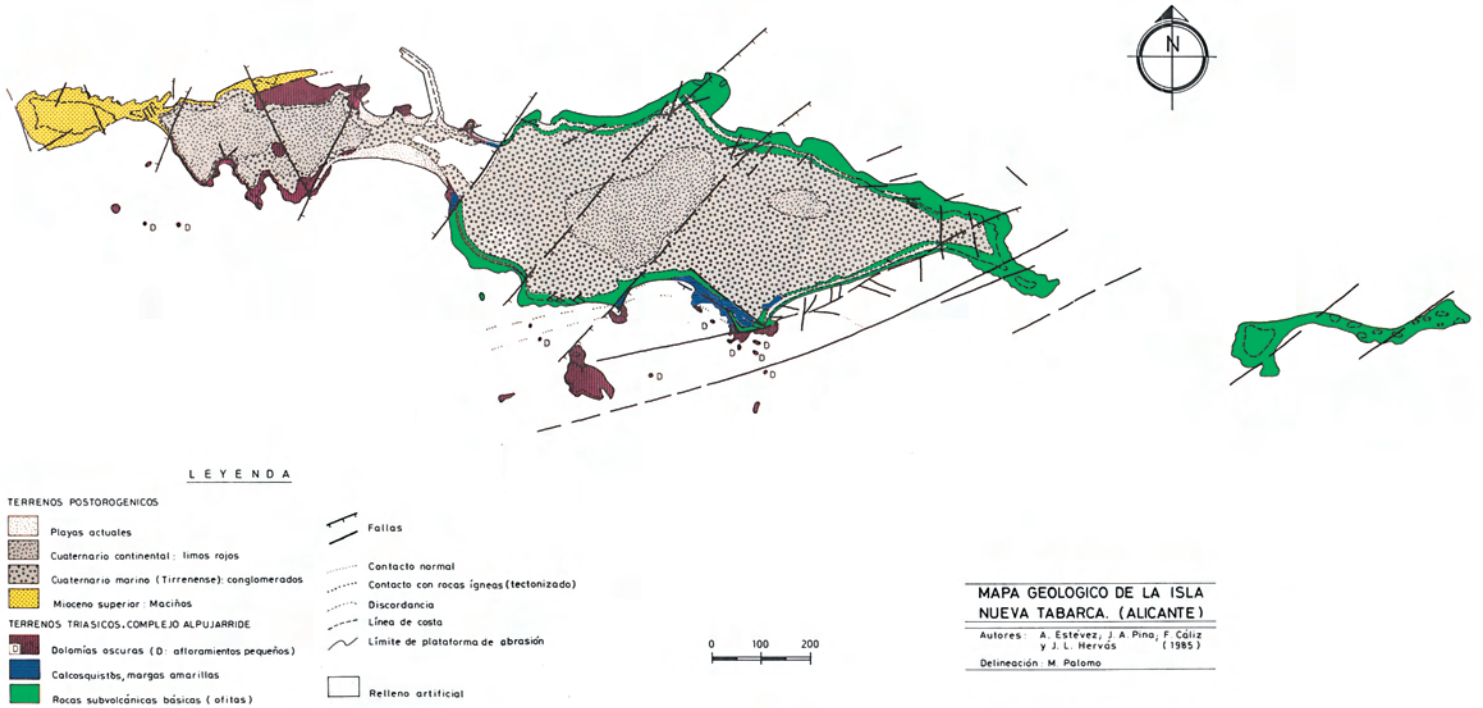 N
D
D
D
D
D
D
D
D
LEYENDA
TERRENOS POSTOROGENICOS
Playas actuales
Cuaternario continental: limos rojos
Cuaternario marino (Tirrenense): conglomerados
Mioceno superior: Maciños
TERRENOS TRIASICOS. COMPLEJO ALPUJARRIDE
D Dolomías oscuras (D: afloramientos pequeños)
Calcosquistos, margas amarillas
Rocas subvolcánicas básicas (ofitas)
Fallas
Contacto normal
Contacto con rocas ígneas (tectonizado)
Discordancia
Línea de costa
Límite de plataforma de abrasión
Relleno artificial
0 100 200
MAPA GEOLOGICO DE LA ISLA
NUEVA TABARCA. (ALICANTE)
Autores: A. Estévez, J. A. Pina, F. Cáliz
y J. L. Hervás (1985)
Delineación: M. Palomo